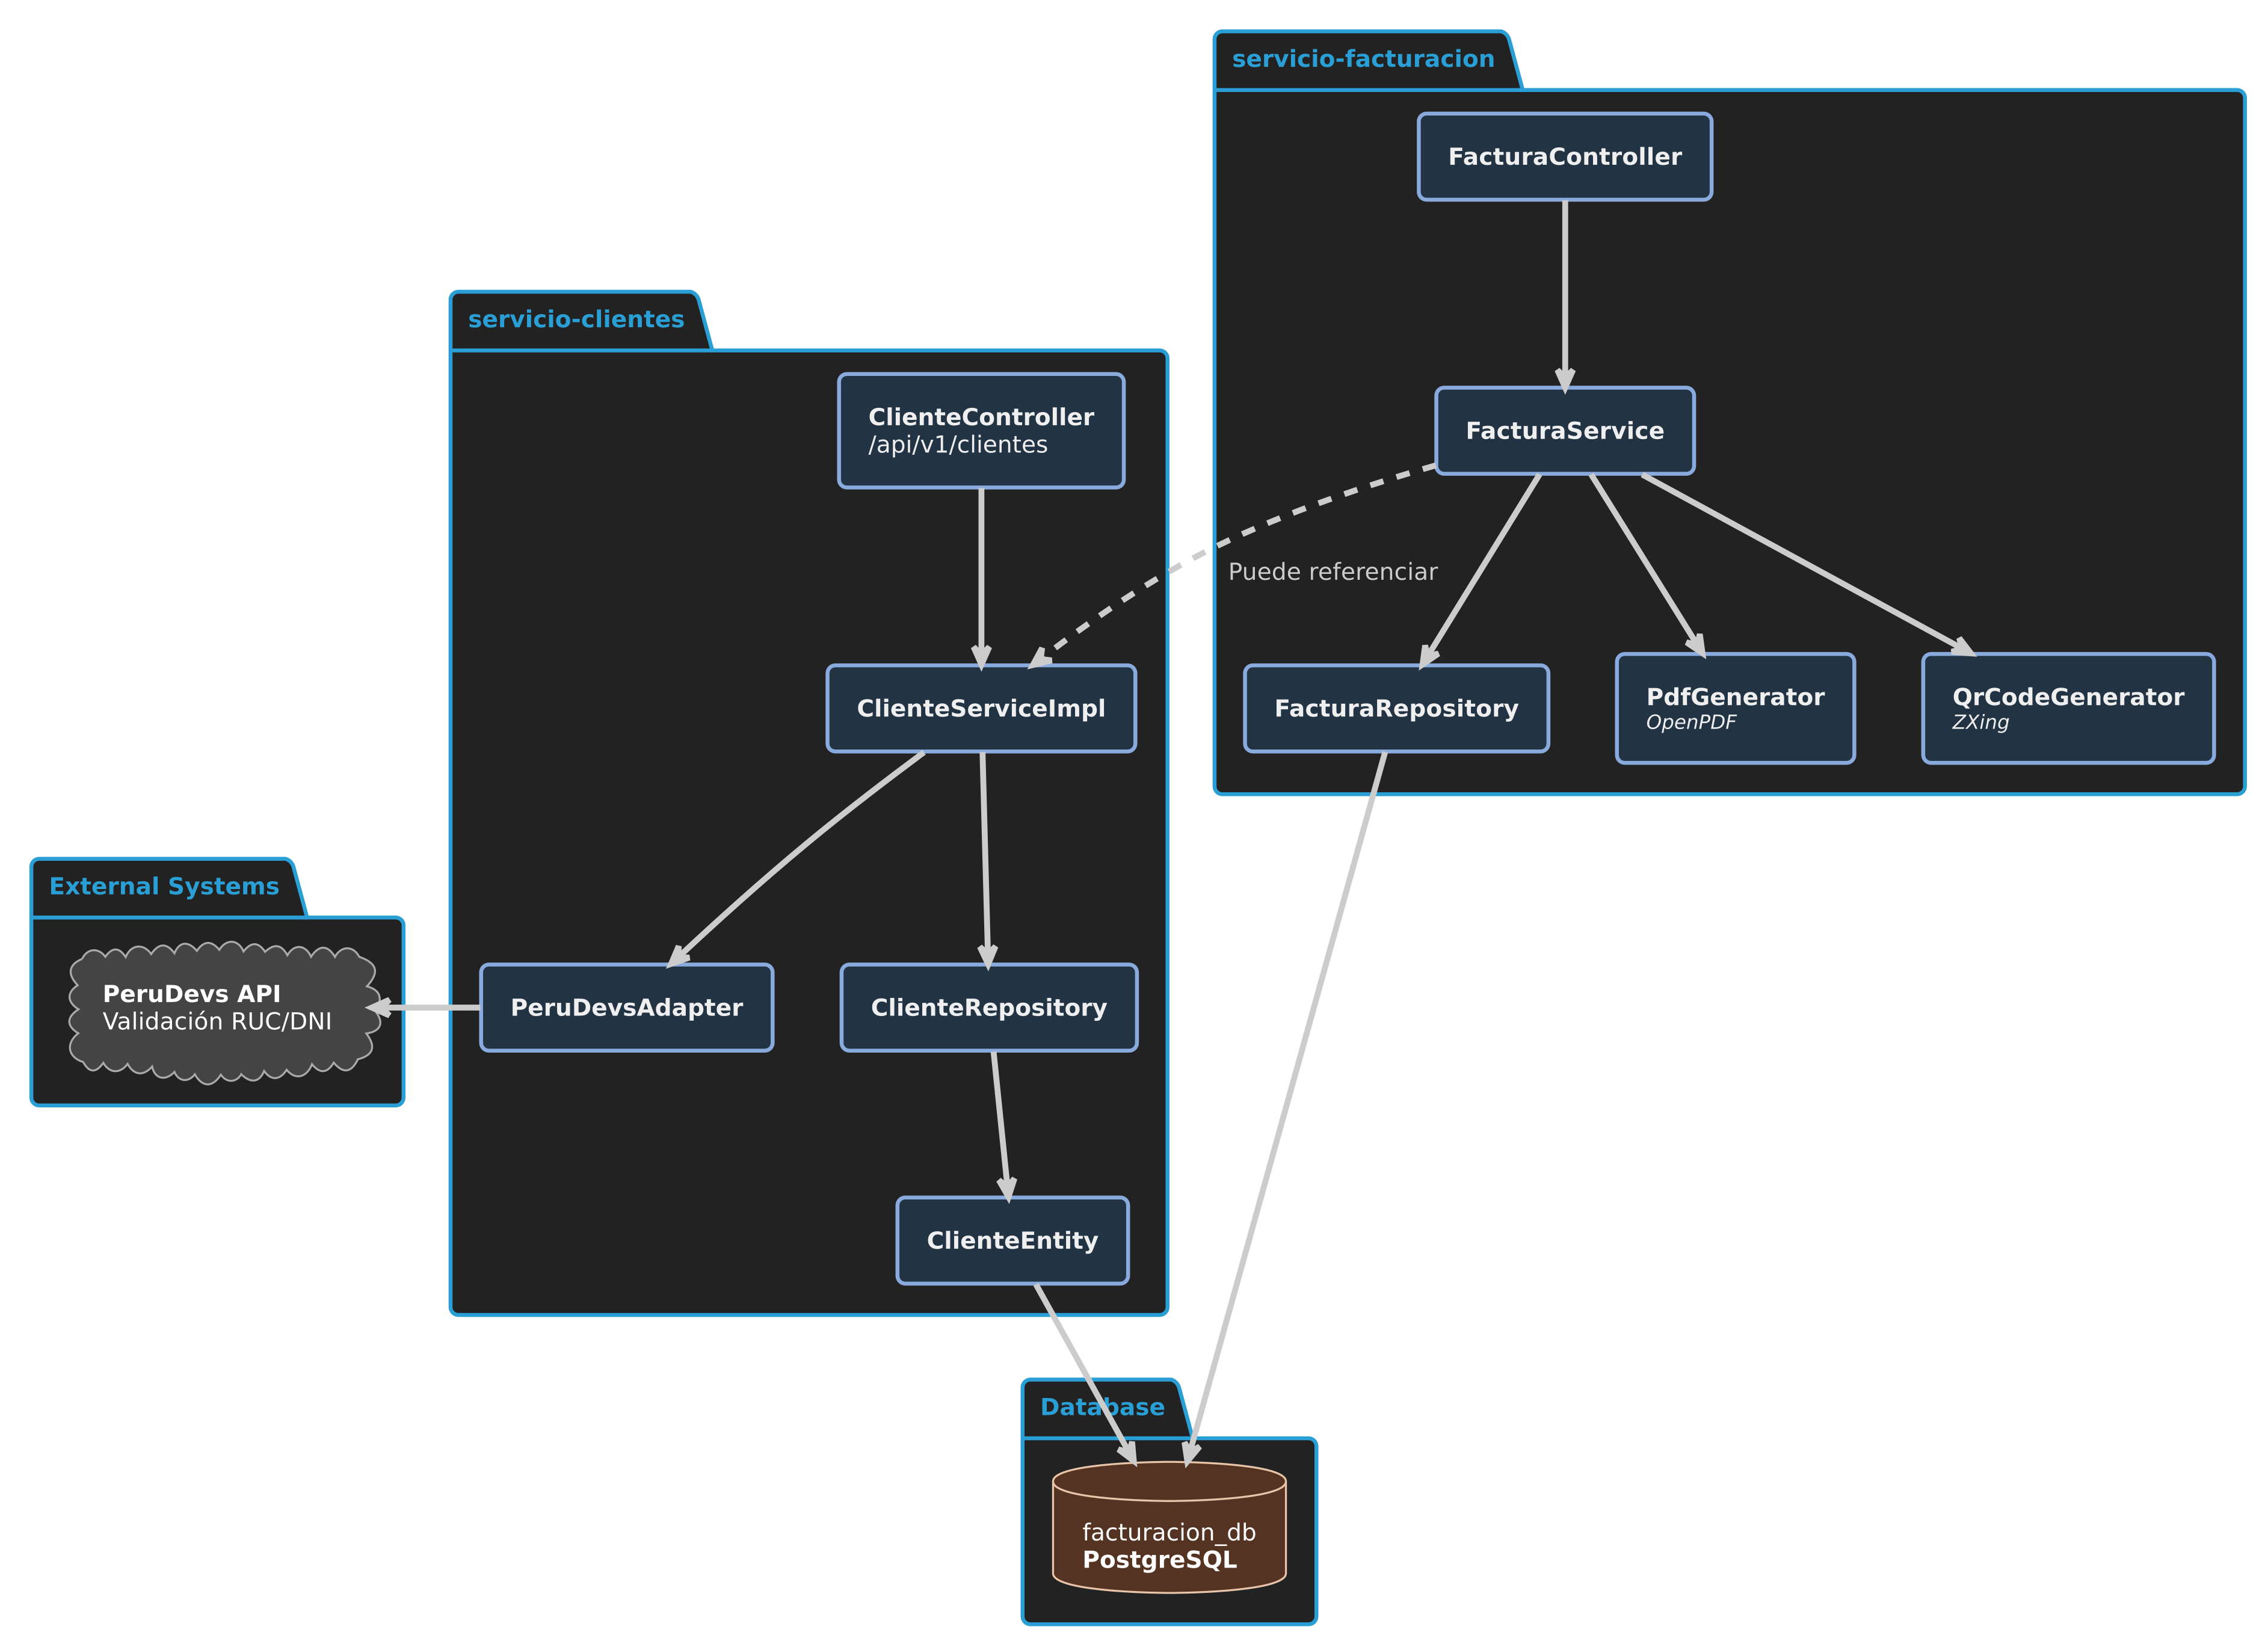 servicio-facturacion
FacturaController
servicio-clientes
ClienteController
/api/v1/clientes
FacturaService
Puede referenciar
ClienteServiceImpl
FacturaRepository
PdfGenerator
OpenPDF
QrCodeGenerator
ZXing
External Systems
PeruDevs API
Validación RUC/DNI
PeruDevsAdapter
ClienteRepository
ClienteEntity
Database
facturacion_db
PostgreSQL